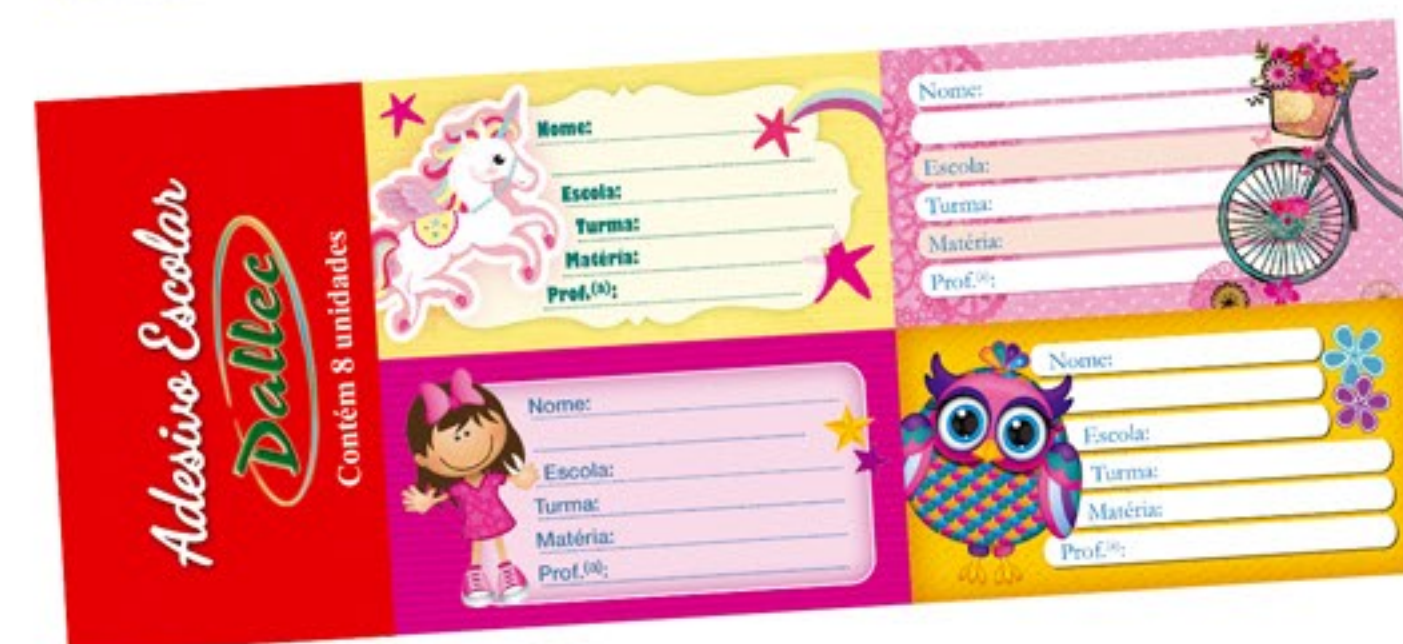 Adesivo Escolar
Dallec
Contém 8 unidades
Nome:
Escola:
Turma:
Matéria:
Prof.(a):
Nome:
Escola:
Turma:
Matéria:
Prof.(a):
Nome:
Escola:
Turma:
Matéria:
Prof.(a):
Nome:
Escola:
Turma:
Matéria:
Prof.(a):